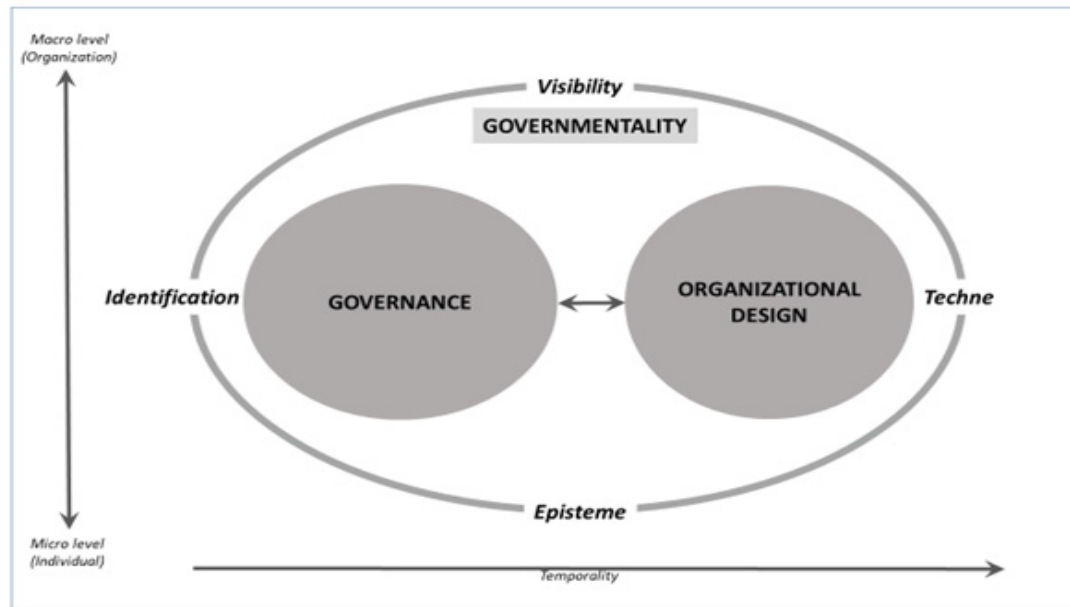 Macro level
(Organization)
Visibility
GOVERNMENTALITY
Identification
GOVERNANCE
ORGANIZATIONAL
DESIGN
Techne
Episteme
Micro level
(Individual)
Temporality